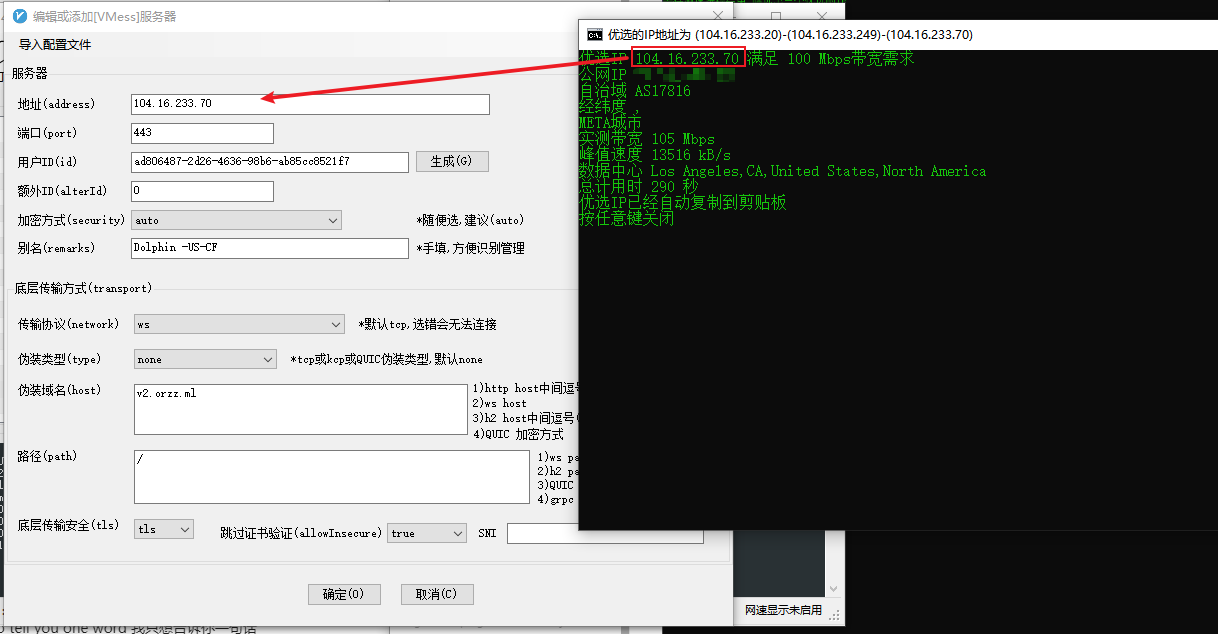 编辑或添加[VMess]服务器
导入配置文件
服务器
地址(address)
104.16.233.70
端口(port)
443
用户ID(id)
ad806487-2d26-4636-98b6-ab85cc8521f7
生成(G)
额外ID(alterId)
0
加密方式(security)
auto
*随便选,建议(auto)
别名(remarks)
Dolphin -US-CF
*手填,方便识别管理
底层传输方式(transport)
传输协议(network)
ws
*默认tcp,选错会无法连接
伪装类型(type)
none
*tcp或kcp或QUIC伪装类型,默认none
伪装域名(host)
v2.orzz.ml
1)http host中间逗号
2)ws host
3)h2 host中间逗号(
4)QUIC 加密方式
路径(path)
/
1)ws pa
2)h2 pa
3)QUIC
4)grpc
底层传输安全(tls)
tls
跳过证书验证(allowInsecure)
true
SNI
确定(O)
取消(C)
优选的IP地址为 (104.16.233.20)-(104.16.233.249)-(104.16.233.70)
优选IP 104.16.233.70 满足 100 Mbps带宽需求
公网IP
自治域 AS17816
经纬度 ,
META城市
实测带宽 105 Mbps
峰值速度 13516 kB/s
数据中心 Los Angeles,CA,United States,North America
总计用时 290 秒
优选IP已经自动复制到剪贴板
按任意键关闭
网速显示未启用
to tell you one word 我只想告诉你一句话